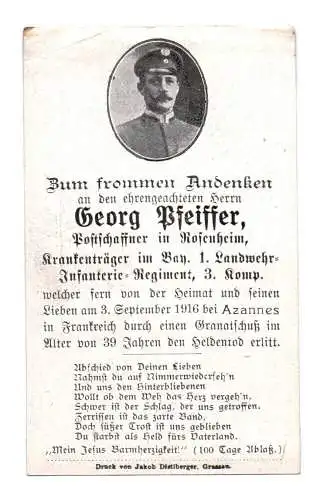 Zum frommen Andenken
an den ehrengeachteten Herrn
Georg Pfeiffer,
Postschaffner in Rosenheim,
Krankenträger im Bay. 1. Landwehr-
Infanterie-Regiment, 3. Komp.
welcher fern von der Heimat und seinen
Lieben am 3. September 1916 bei Azannes
in Frankreich durch einen Granatschuß im
Alter von 39 Jahren den Heldentod erlitt.
Abschied von Deinen Lieben
Nahmst du auf Nimmerwiederseh'n
Und uns den Hinterbliebenen
Wollt ob dem Weh das Herz vergeh'n,
Schwer ist der Schlag, der uns getroffen.
Zerrissen ist das zarte Band,
Doch süßer Trost ist uns geblieben
Du starbst als Held fürs Vaterland.
„Mein Jesus Barmherzigkeit!" (100 Tage Ablaß.)
Druck von Jakob Distlberger, Grassau.